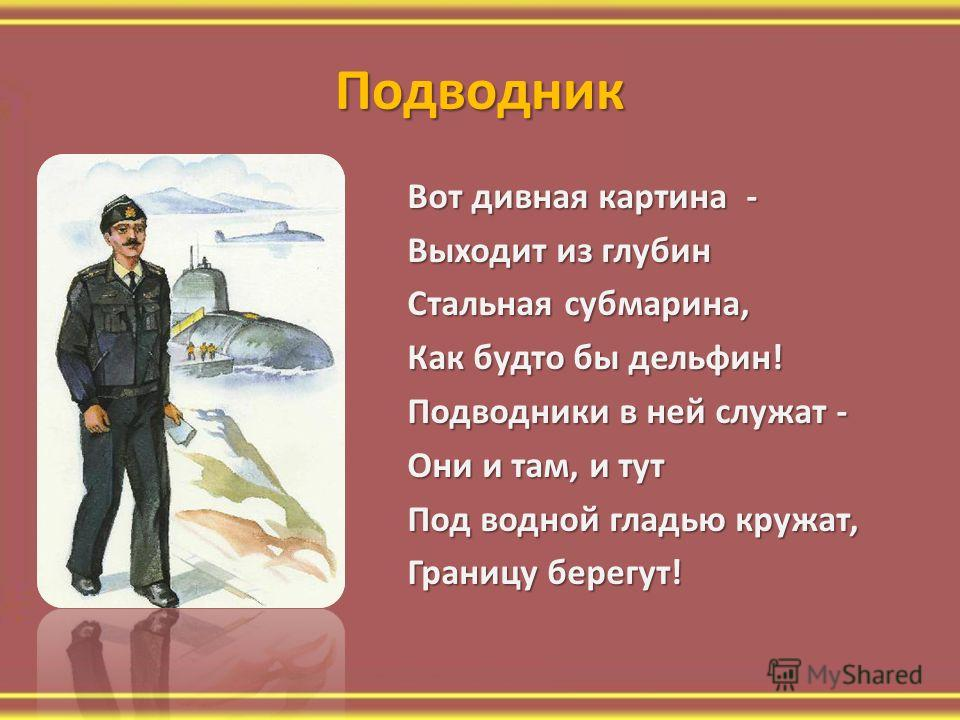 Подводник
Вот дивная картина -
Выходит из глубин
Стальная субмарина,
Как будто бы дельфин!
Подводники в ней служат -
Они и там, и тут
Под водной гладью кружат,
Границу берегут!
MyShared